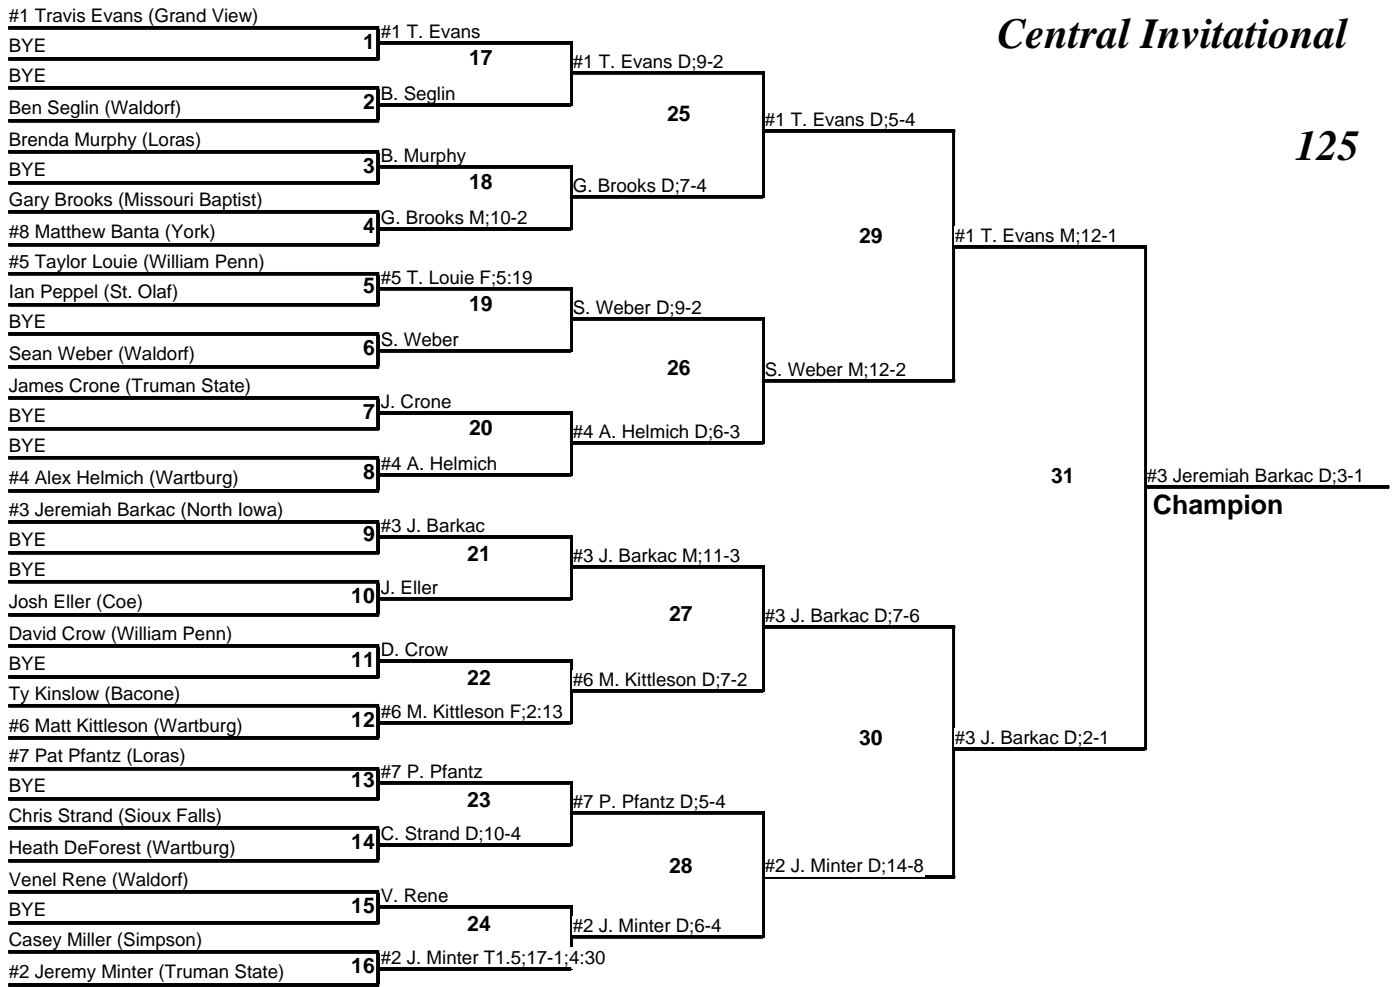 Central Invitational
125
#1 Travis Evans (Grand View)
BYE
1
BYE
Ben Seglin (Waldorf)
2
Brenda Murphy (Loras)
BYE
3
Gary Brooks (Missouri Baptist)
#8 Matthew Banta (York)
4
#5 Taylor Louie (William Penn)
Ian Peppel (St. Olaf)
5
BYE
Sean Weber (Waldorf)
6
James Crone (Truman State)
BYE
7
BYE
#4 Alex Helmich (Wartburg)
8
#3 Jeremiah Barkac (North Iowa)
BYE
9
BYE
Josh Eller (Coe)
10
David Crow (William Penn)
BYE
11
Ty Kinslow (Bacone)
#6 Matt Kittleson (Wartburg)
12
#7 Pat Pfantz (Loras)
BYE
13
Chris Strand (Sioux Falls)
Heath DeForest (Wartburg)
14
Venel Rene (Waldorf)
BYE
15
Casey Miller (Simpson)
#2 Jeremy Minter (Truman State)
16
#1 T. Evans
17
B. Seglin
B. Murphy
18
G. Brooks M;10-2
#5 T. Louie F;5:19
19
S. Weber
J. Crone
20
#4 A. Helmich
#3 J. Barkac
21
J. Eller
D. Crow
22
#6 M. Kittleson F;2:13
#7 P. Pfantz
23
C. Strand D;10-4
V. Rene
24
#2 J. Minter T1.5;17-1;4:30
#1 T. Evans D;9-2
25
G. Brooks D;7-4
S. Weber D;9-2
26
#4 A. Helmich D;6-3
#3 J. Barkac M;11-3
27
#6 M. Kittleson D;7-2
#7 P. Pfantz D;5-4
28
#2 J. Minter D;6-4
#1 T. Evans D;5-4
29
S. Weber M;12-2
#3 J. Barkac D;7-6
30
#2 J. Minter D;14-8
#1 T. Evans M;12-1
31
#3 J. Barkac D;2-1
#3 Jeremiah Barkac D;3-1
Champion